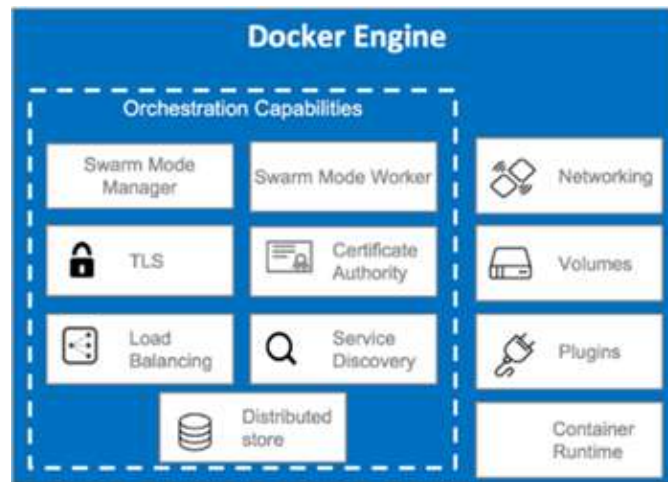 Docker Engine
Orchestration Capabilities
Swarm Mode
Manager
Swarm Mode Worker
TLS
Certificate
Authority
Load
Balancing
Service
Discovery
Distributed
store
Networking
Volumes
Plugins
Container
Runtime